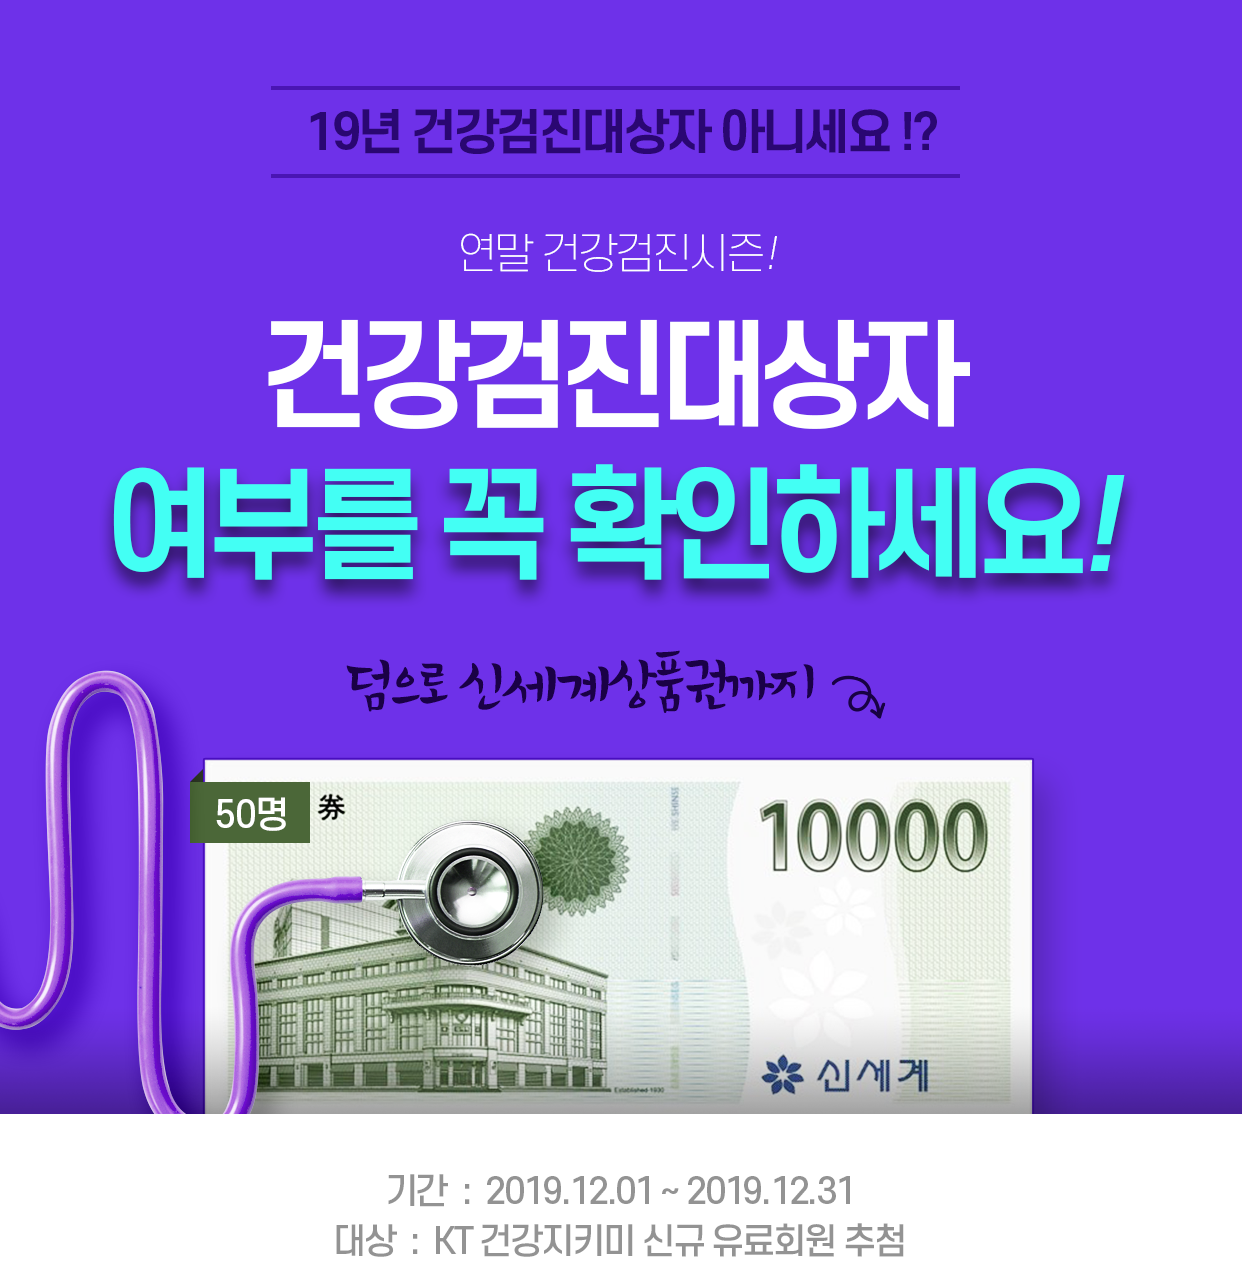 19년 건강검진대상자 아니세요 !?
연말 건강검진시즌!
건강검진대상자
여부를 꼭 확인하세요!
덤으로 신세계상품권까지
50명
券
10000
Established 1930
신세계
기간 : 2019.12.01 ~ 2019.12.31
대상 : KT 건강지키미 신규 유료회원 추첨